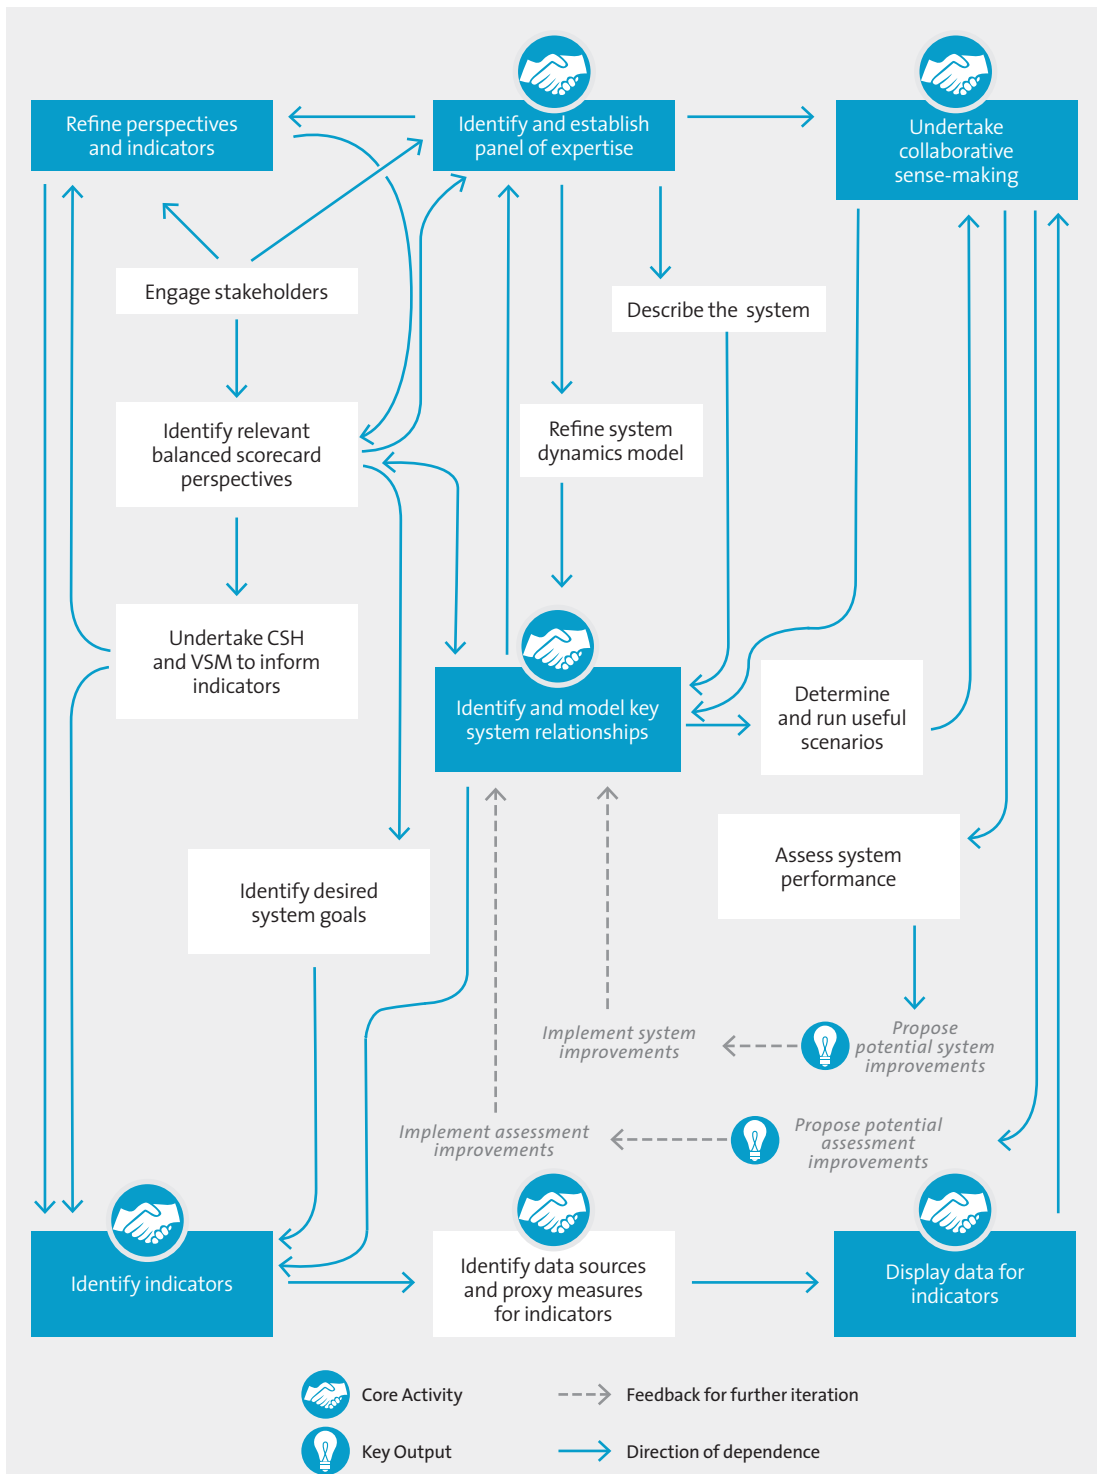 Refine perspectives
and indicators
Identify and establish
panel of expertise
Undertake
collaborative
sense-making
Engage stakeholders
Describe the system
Identify relevant
balanced scorecard
perspectives
Refine system
dynamics model
Undertake CSH
and VSM to inform
indicators
Identify and model key
system relationships
Determine
and run useful
scenarios
Assess system
performance
Identify desired
system goals
Implement system
improvements
Propose
potential system
improvements
Implement assessment
improvements
Propose potential
assessment
improvements
Identify indicators
Identify data sources
and proxy measures
for indicators
Display data for
indicators
Core Activity
Feedback for further iteration
Key Output
Direction of dependence